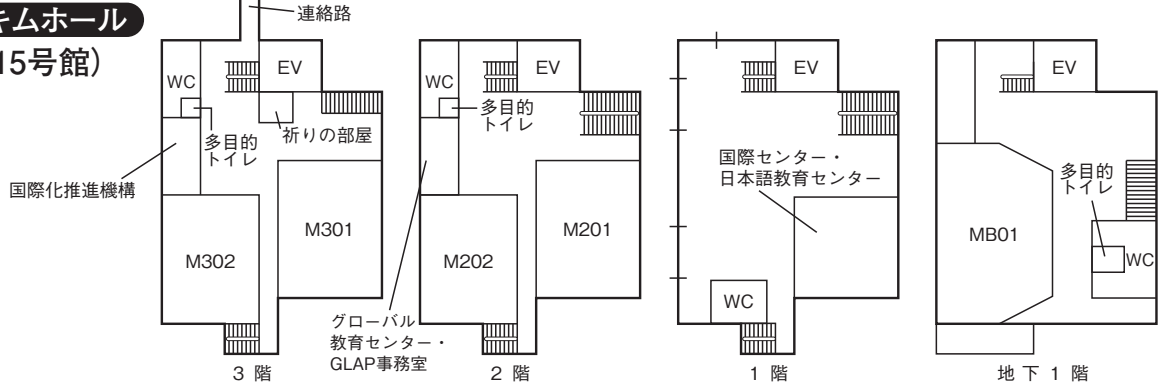 キムホール
15号館）
連絡路
WC
EV
多目的
トイレ
祈りの部屋
国際化推進機構
M302
M301
3 階
WC
EV
多目的
トイレ
M202
M201
グローバル
教育センター・
GLAP事務室
2 階
EV
国際センター・
日本語教育センター
WC
1 階
EV
多目的
トイレ
MB01
WC
地 下 1 階